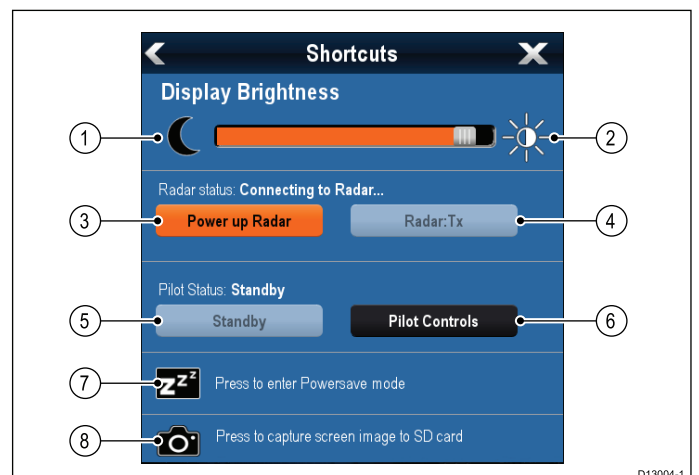 Shortcuts
Display Brightness
1
2
Radar status: Connecting to Radar...
3 Power up Radar Radar:Tx 4
Pilot Status: Standby
5 Standby Pilot Controls 6
7 zzz Press to enter Powersave mode
8 Press to capture screen image to SD card
D13004-1